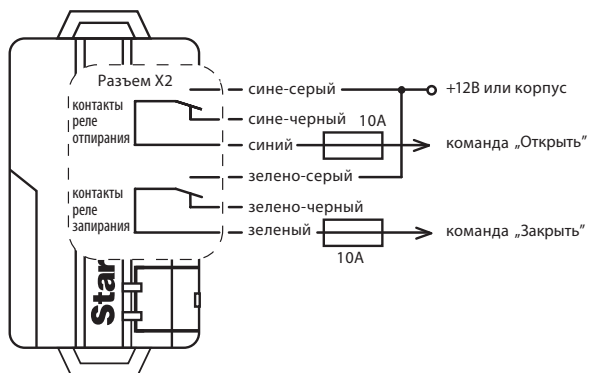 Разъем X2
сине-серый
+12В или корпус
контакты
реле
отпирания
сине-черный
10А
синий
команда „Открыть”
зелено-серый
контакты
реле
запирания
зелено-черный
зеленый
команда „Закрыть”
10А
Star